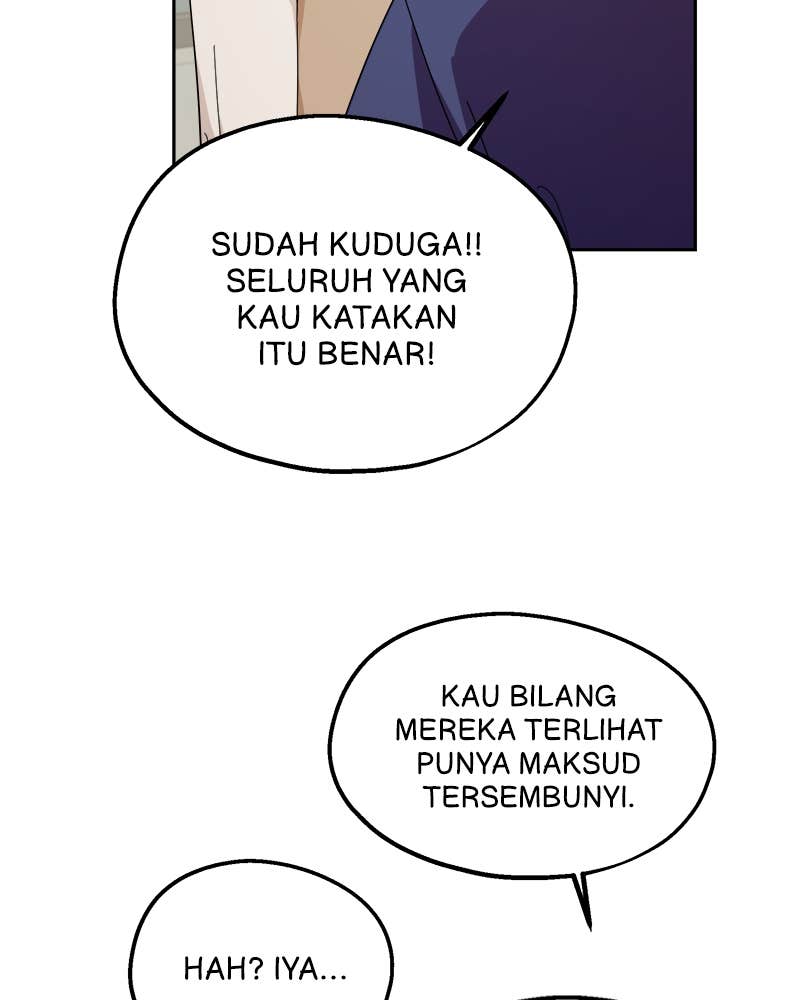 SUDAH KUDUGA!!
SELURUH YANG
KAU KATAKAN
ITU BENAR!
KAU BILANG
MEREKA TERLIHAT
PUNYA MAKSUD
TERSEMBUNYI.
HAH? IYA...